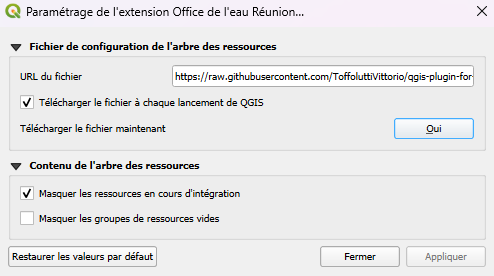 Paramétrage de l'extension Office de l'eau Réunion...
Fichier de configuration de l'arbre des ressources
URL du fichier https://raw.githubusercontent.com/ToffoluttiVittorio/qgis-plugin-for-
Télécharger le fichier à chaque lancement de QGIS
Télécharger le fichier maintenant Oui
Contenu de l'arbre des ressources
Masquer les ressources en cours d'intégration
Masquer les groupes de ressources vides
Restaurer les valeurs par défaut Fermer Appliquer